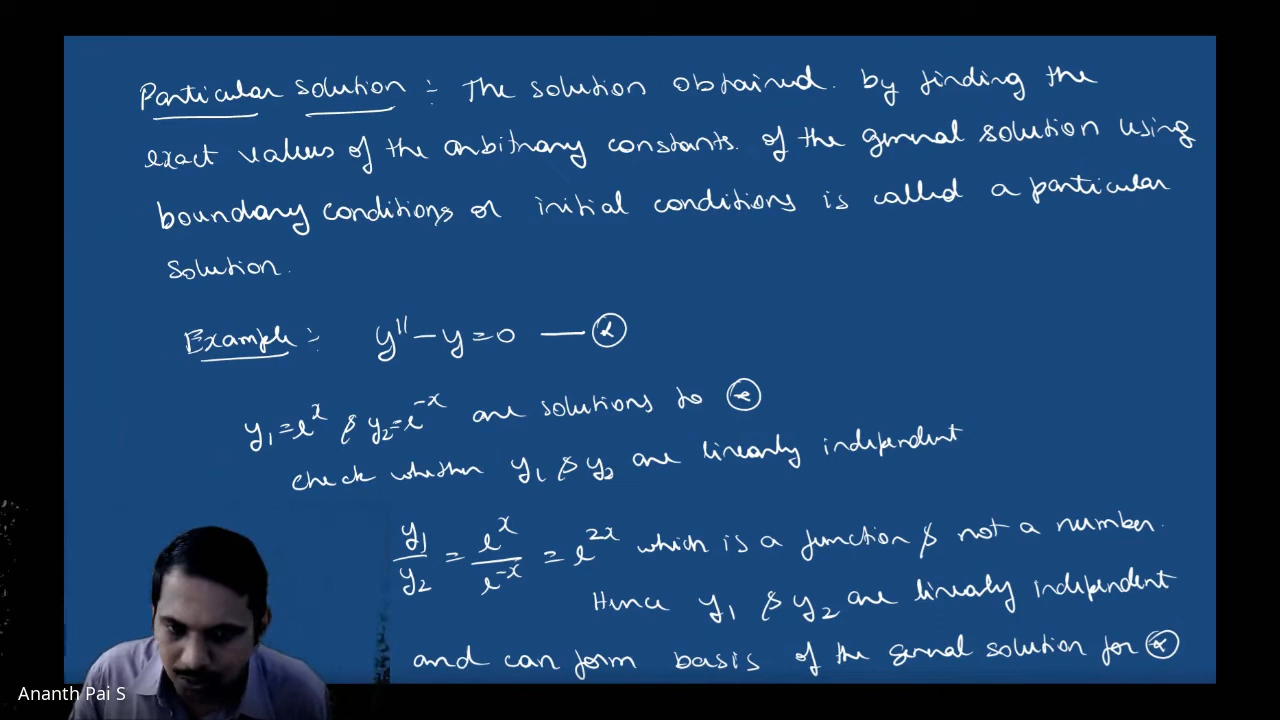 Particular solution :- The solution obtained. by finding the
exact values of the arbitrary constants. of the general solution using
boundary conditions or initial conditions is called a particular
solution.
Example :- y'' - y = 0 — (*)
y₁ = eˣ & y₂ = e⁻ˣ are solutions to (*)
check whether y₁ & y₂ are linearly independent
y₁/y₂ = eˣ/e⁻ˣ = e²ˣ which is a function & not a number.
Hence y₁ & y₂ are linearly independent
and can form basis of the general solution for (*)
Ananth Pai S